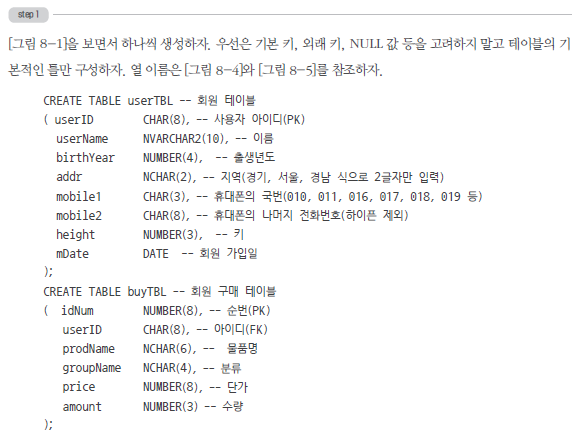 step 1
[그림 8-1]을 보면서 하나씩 생성하자. 우선은 기본 키, 외래 키, NULL 값 등을 고려하지 말고 테이블의 기
본적인 틀만 구성하자. 열 이름은 [그림 8-4]와 [그림 8-5]를 참조하자.
CREATE TABLE userTBL -- 회원 테이블
( userID CHAR(8), -- 사용자 아이디(PK)
userName NVARCHAR2(10), -- 이름
birthYear NUMBER(4), -- 출생년도
addr NCHAR(2), -- 지역(경기, 서울, 경남 식으로 2글자만 입력)
mobile1 CHAR(3), -- 휴대폰의 국번(010, 011, 016, 017, 018, 019 등)
mobile2 CHAR(8), -- 휴대폰의 나머지 전화번호(하이픈 제외)
height NUMBER(3), -- 키
mDate DATE -- 회원 가입일
);
CREATE TABLE buyTBL -- 회원 구매 테이블
( idNum NUMBER(8), -- 순번(PK)
userID CHAR(8), -- 아이디(FK)
prodName NCHAR(6), -- 물품명
groupName NCHAR(4), -- 분류
price NUMBER(8), -- 단가
amount NUMBER(3) -- 수량
);